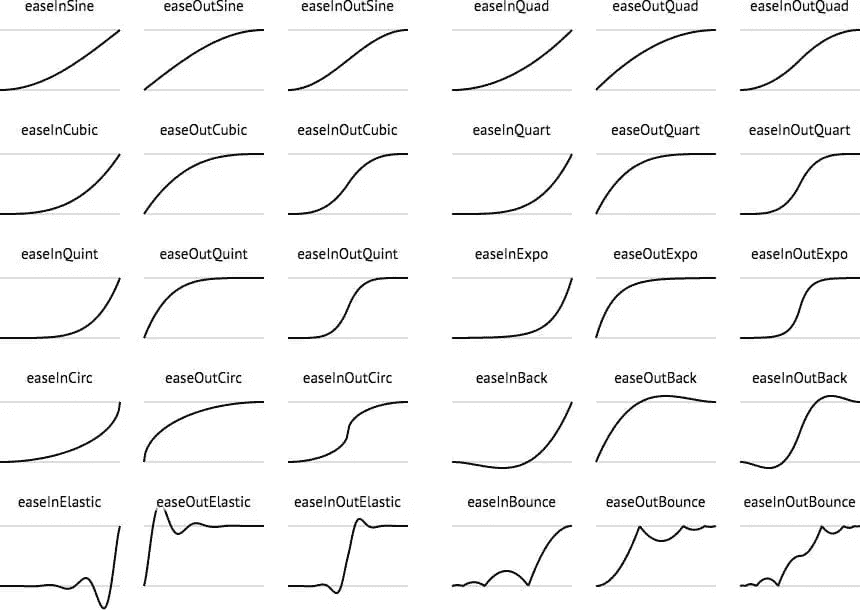 easeInSine easeOutSine easeInOutSine easeInQuad easeOutQuad easeInOutQuad
easeInCubic easeOutCubic easeInOutCubic easeInQuart easeOutQuart easeInOutQuart
easeInQuint easeOutQuint easeInOutQuint easeInExpo easeOutExpo easeInOutExpo
easeInCirc easeOutCirc easeInOutCirc easeInBack easeOutBack easeInOutBack
easeInElastic easeOutElastic easeInOutElastic easeInBounce easeOutBounce easeInOutBounce